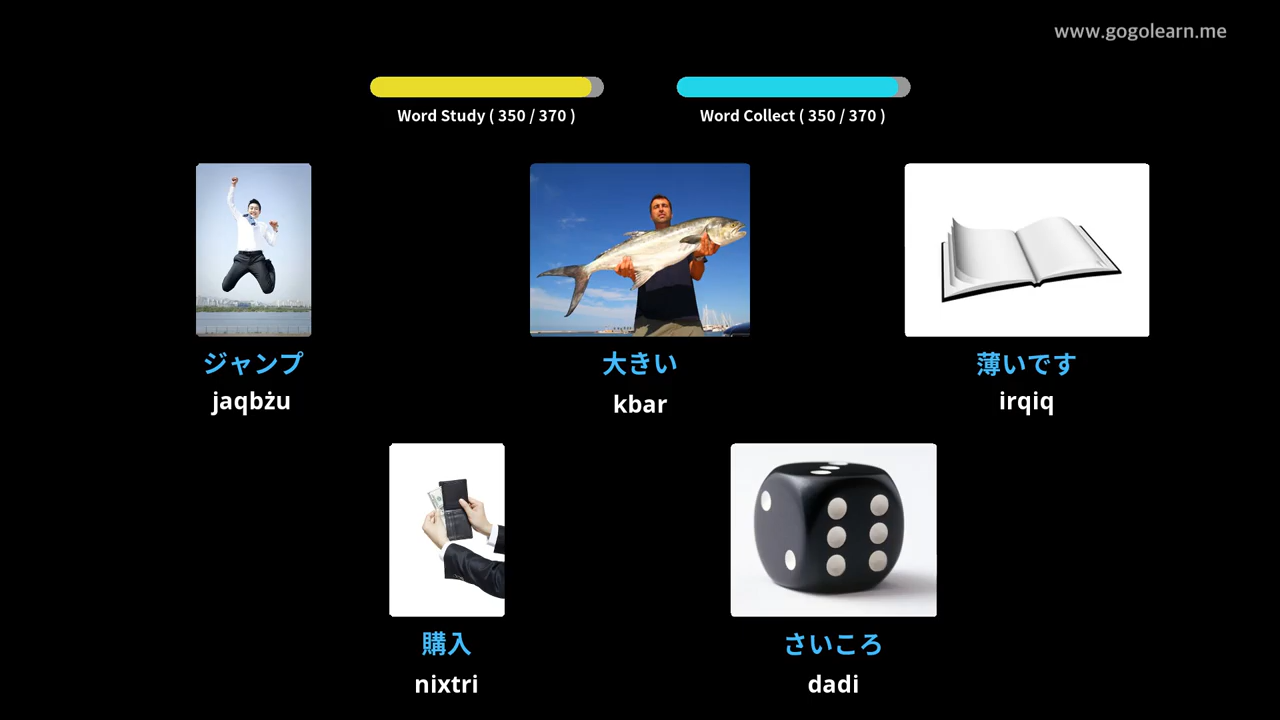 www.gogolearn.me
Word Study ( 350 / 370 )
Word Collect ( 350 / 370 )
ジャンプ
jaqbżu
大きい
kbar
薄いです
irqiq
購入
nixtri
さいころ
dadi